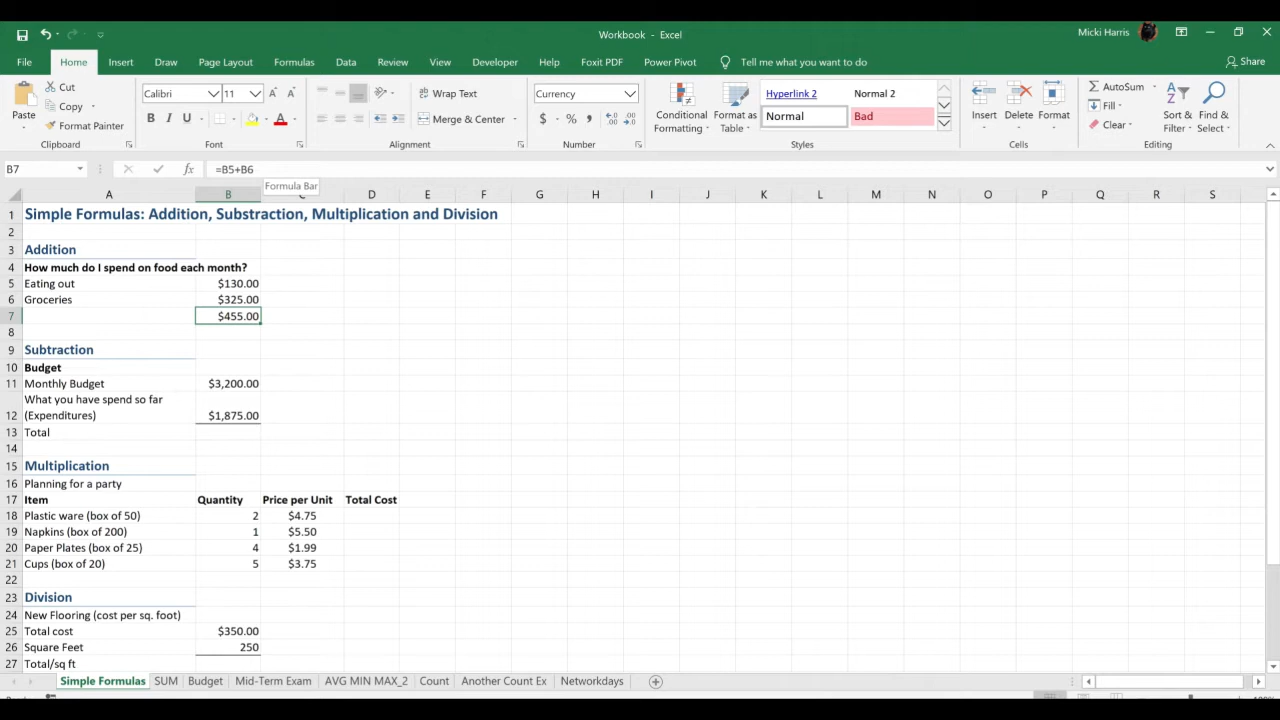 Workbook - Excel
Micki Harris
File Home Insert Draw Page Layout Formulas Data Review View Developer Help Foxit PDF Power Pivot Tell me what you want to do Share
Paste
Cut
Copy
Format Painter
Clipboard
Calibri 11
B I U
Font
Wrap Text
Merge & Center
Alignment
Currency
$ % ,
Number
Conditional Formatting
Format as Table
Hyperlink 2 Normal 2
Normal Bad
Styles
Insert Delete Format
Cells
AutoSum
Fill
Clear
Sort & Filter
Find & Select
Editing
B7 fx =B5+B6
Formula Bar
A B C D E F G H I J K L M N O P Q R S
1 Simple Formulas: Addition, Substraction, Multiplication and Division
2
3 Addition
4 How much do I spend on food each month?
5 Eating out $130.00
6 Groceries $325.00
7 $455.00
8
9 Subtraction
10 Budget
11 Monthly Budget $3,200.00
What you have spend so far
12 (Expenditures) $1,875.00
13 Total
14
15 Multiplication
16 Planning for a party
17 Item Quantity Price per Unit Total Cost
18 Plastic ware (box of 50) 2 $4.75
19 Napkins (box of 200) 1 $5.50
20 Paper Plates (box of 25) 4 $1.99
21 Cups (box of 20) 5 $3.75
22
23 Division
24 New Flooring (cost per sq. foot)
25 Total cost $350.00
26 Square Feet 250
27 Total/sq ft
Simple Formulas SUM Budget Mid-Term Exam AVG MIN MAX_2 Count Another Count Ex Networkdays